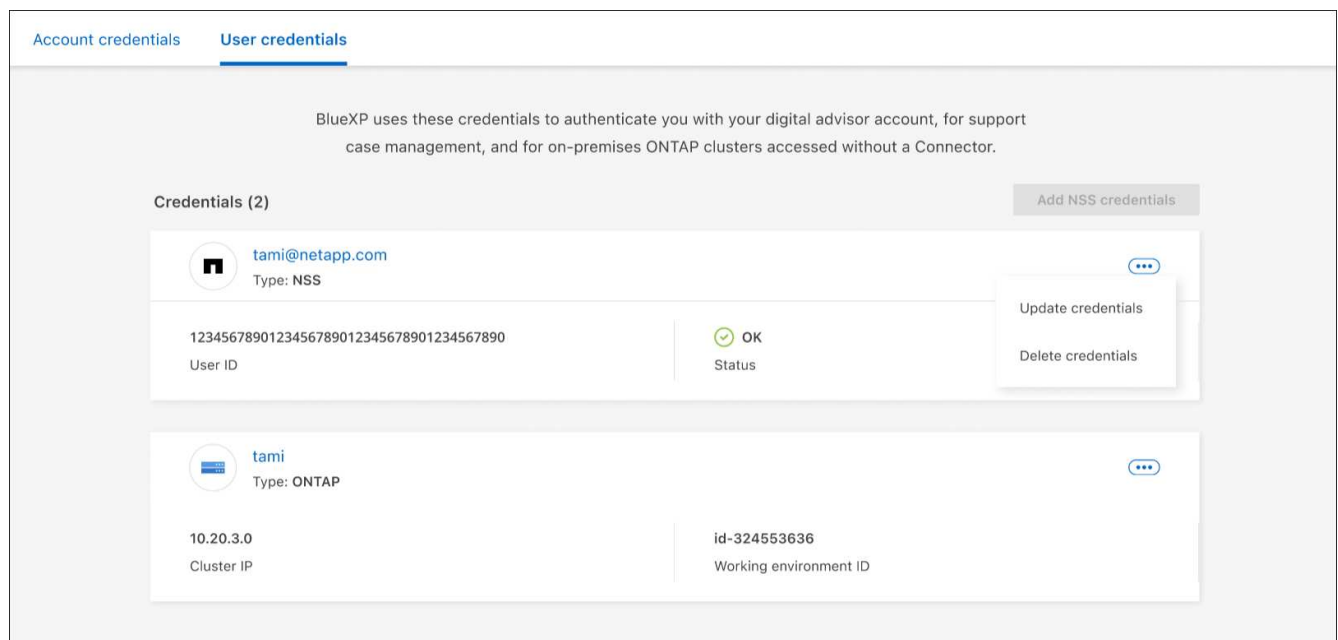 Account credentials
User credentials
BlueXP uses these credentials to authenticate you with your digital advisor account, for support
case management, and for on-premises ONTAP clusters accessed without a Connector.
Credentials (2)
Add NSS credentials
tami@netapp.com
Type: NSS
Update credentials
Delete credentials
1234567890123456789012345678901234567890
User ID
OK
Status
tami
Type: ONTAP
10.20.3.0
Cluster IP
id-324553636
Working environment ID